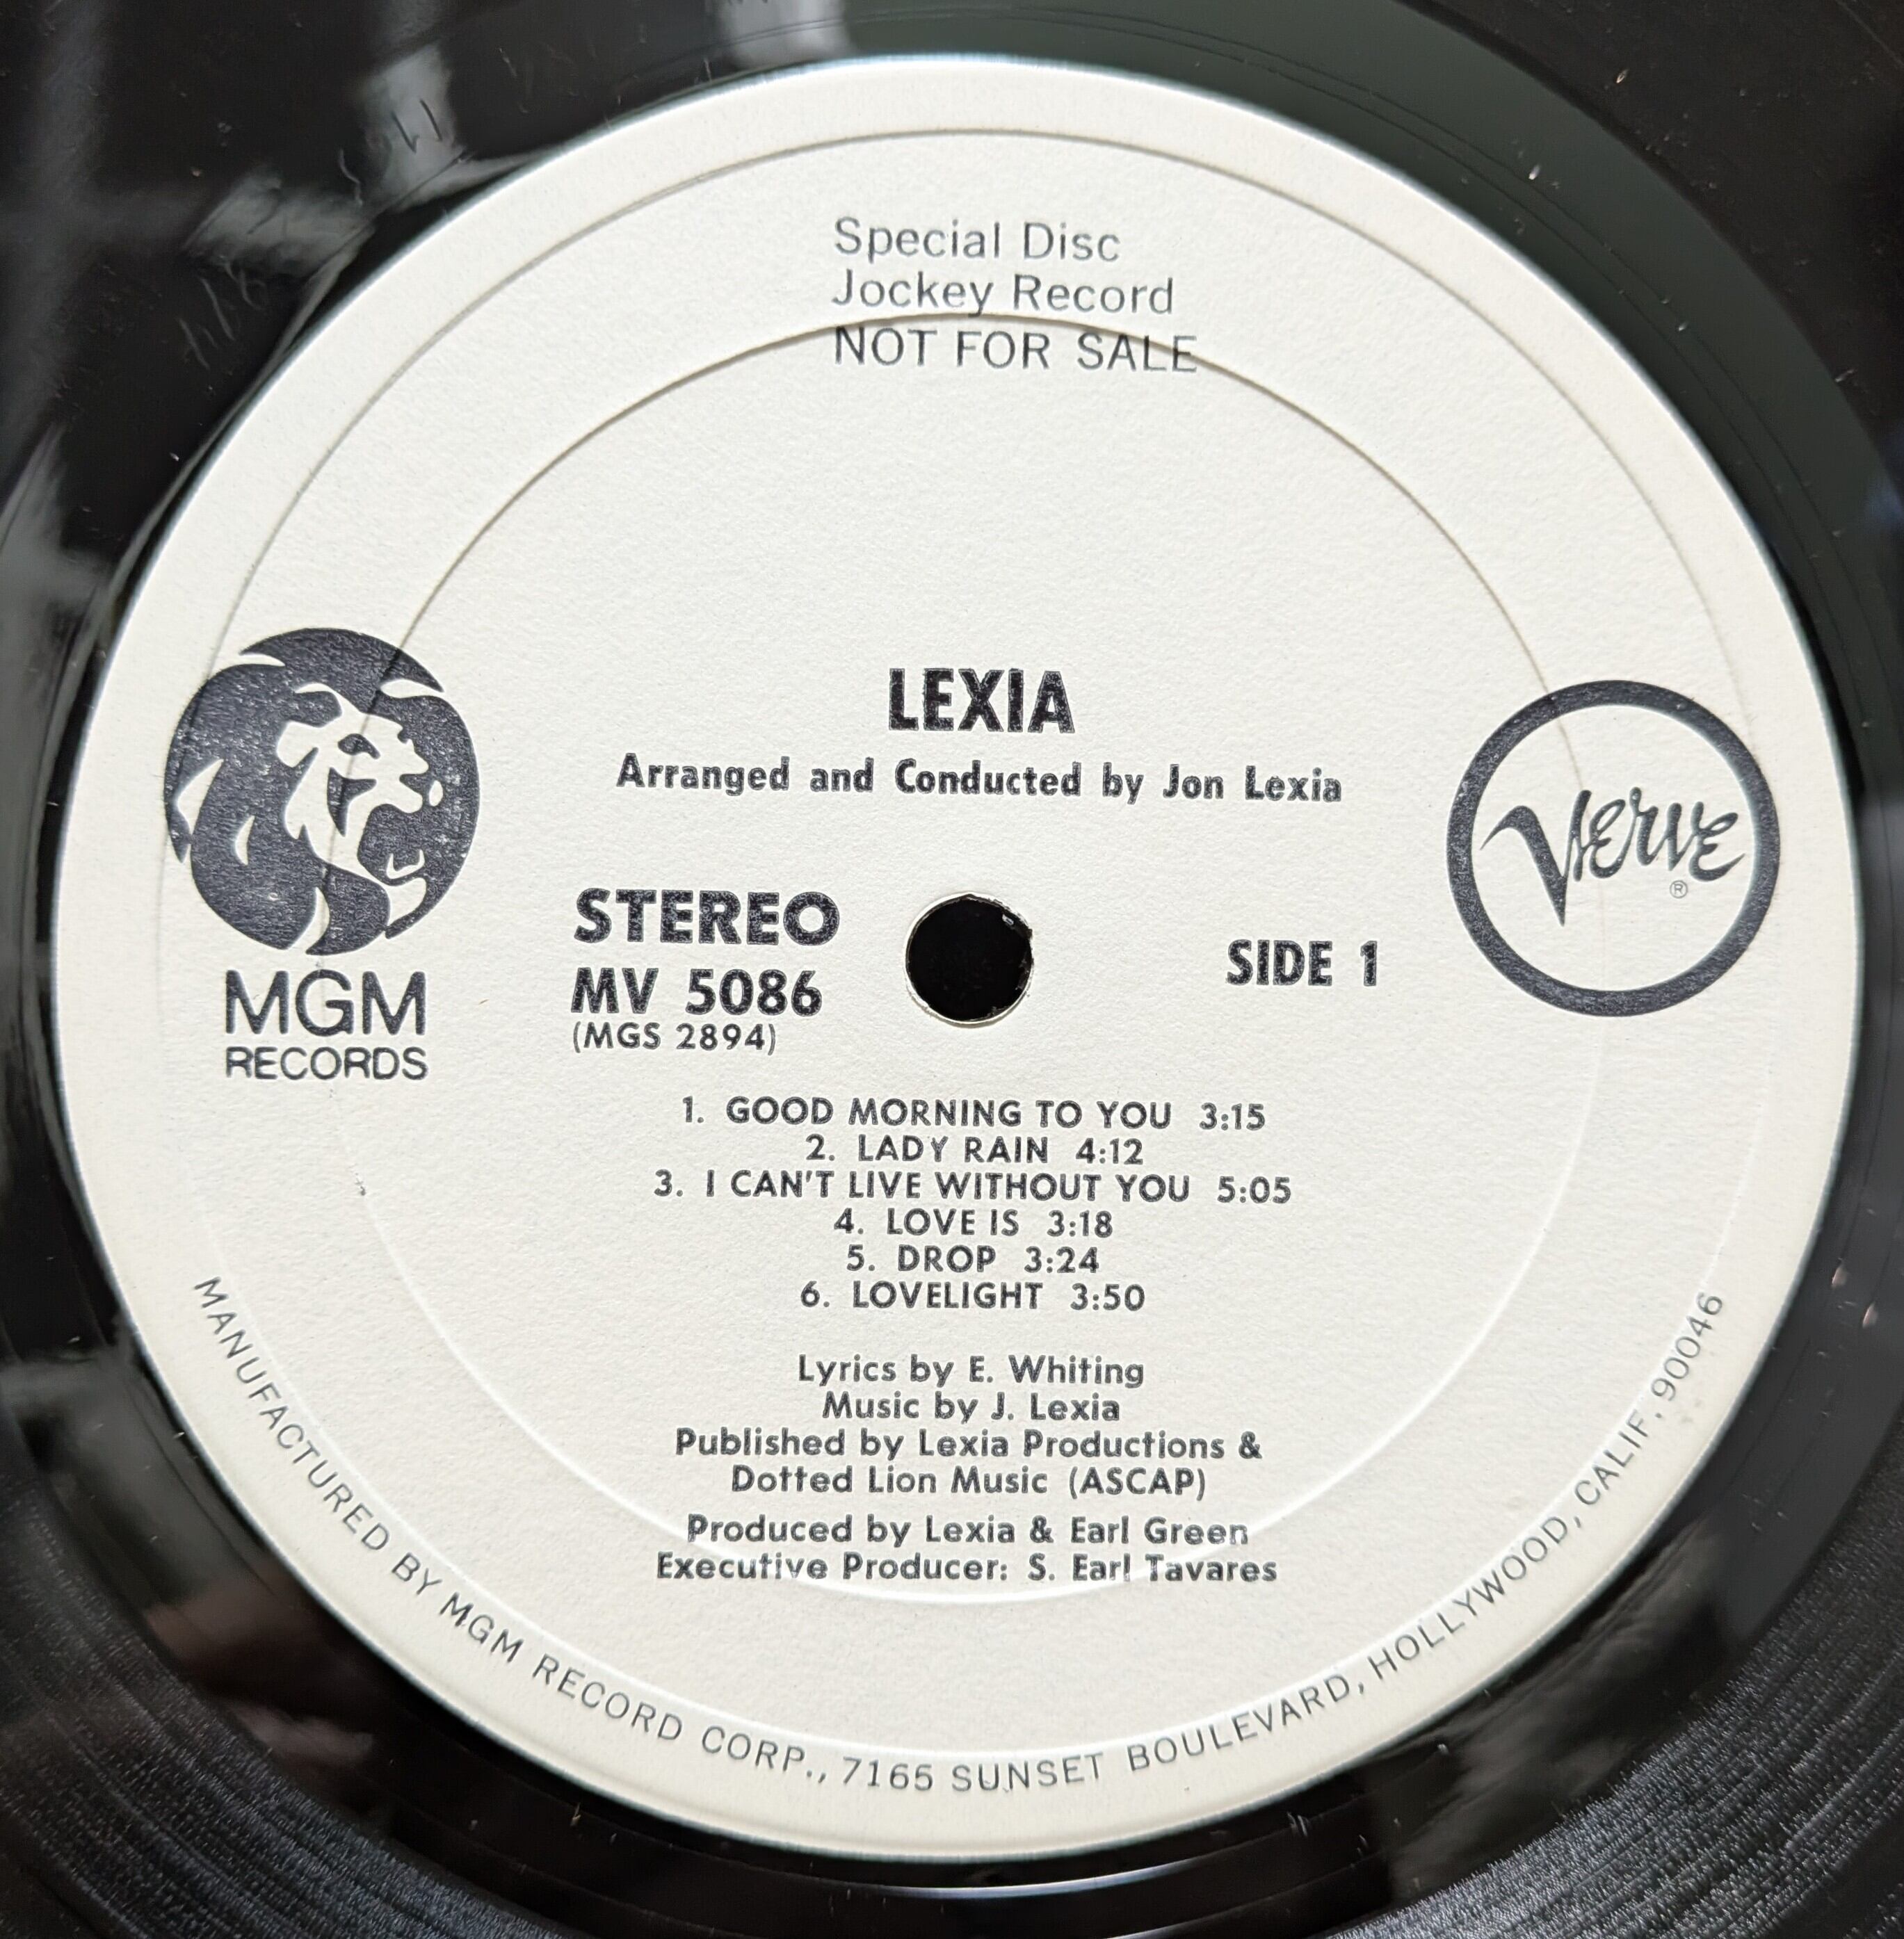 Special Disc
Jockey Record
NOT FOR SALE
LEXIA
Arranged and Conducted by Jon Lexia
MGM
RECORDS
STEREO
MV 5086
(MGS 2894)
SIDE 1
Verve
®
1. GOOD MORNING TO YOU 3:15
2. LADY RAIN 4:12
3. I CAN'T LIVE WITHOUT YOU 5:05
4. LOVE IS 3:18
5. DROP 3:24
6. LOVELIGHT 3:50
Lyrics by E. Whiting
Music by J. Lexia
Published by Lexia Productions &
Dotted Lion Music (ASCAP)
Produced by Lexia & Earl Green
Executive Producer: S. Earl Tavares
MANUFACTURED BY MGM RECORD CORP., 7165 SUNSET BOULEVARD, HOLLYWOOD, CALIF. 90046